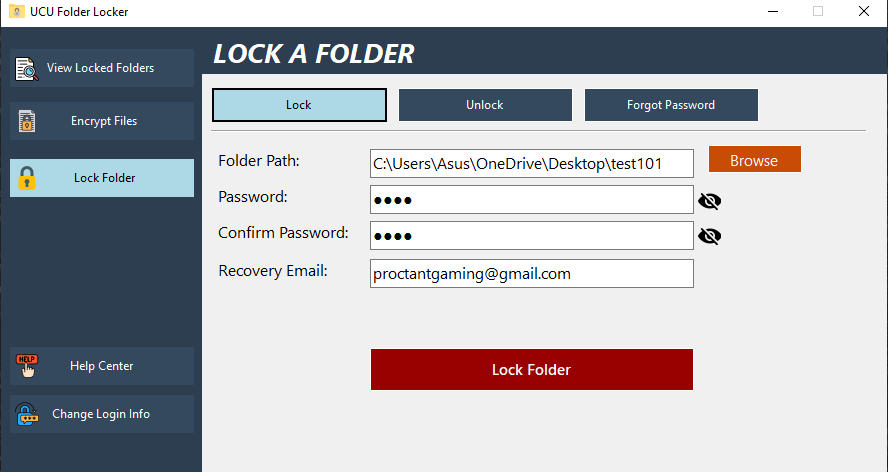 UCU Folder Locker
View Locked Folders
Encrypt Files
Lock Folder
HELP
Help Center
Change Login Info
LOCK A FOLDER
Lock Unlock Forgot Password
Folder Path: C:\Users\Asus\OneDrive\Desktop\test101 Browse
Password: ●●●●
Confirm Password: ●●●●
Recovery Email: proctantgaming@gmail.com
Lock Folder